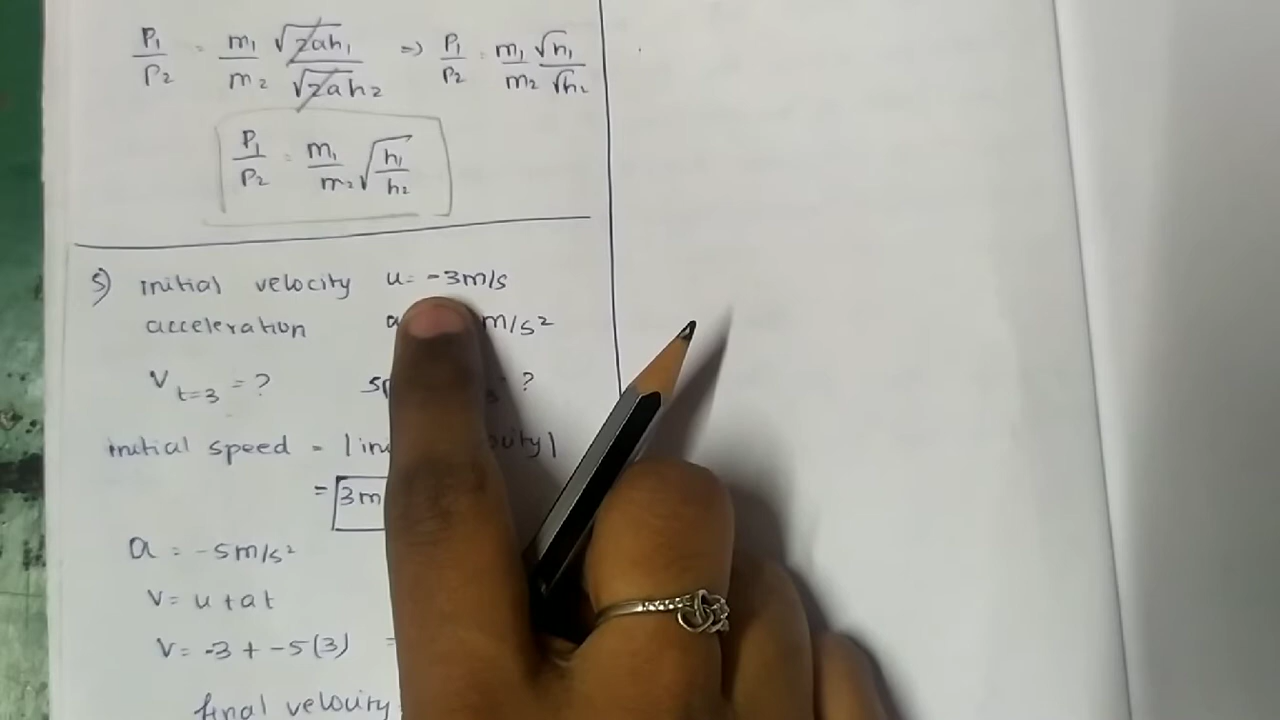 P₁/P₂ = m₁/m₂ √2ah₁/√2ah₂ => P₁/P₂ = m₁/m₂ √h₁/√h₂
P₁/P₂ = m₁/m₂ √h₁/h₂
5) initial velocity u = -3m/s
acceleration a m/s²
V t=3 = ? ?
initial speed = |
= 3m
a = -5m/s²
V = u + at
V = -3 + -5(3) =
final velocity